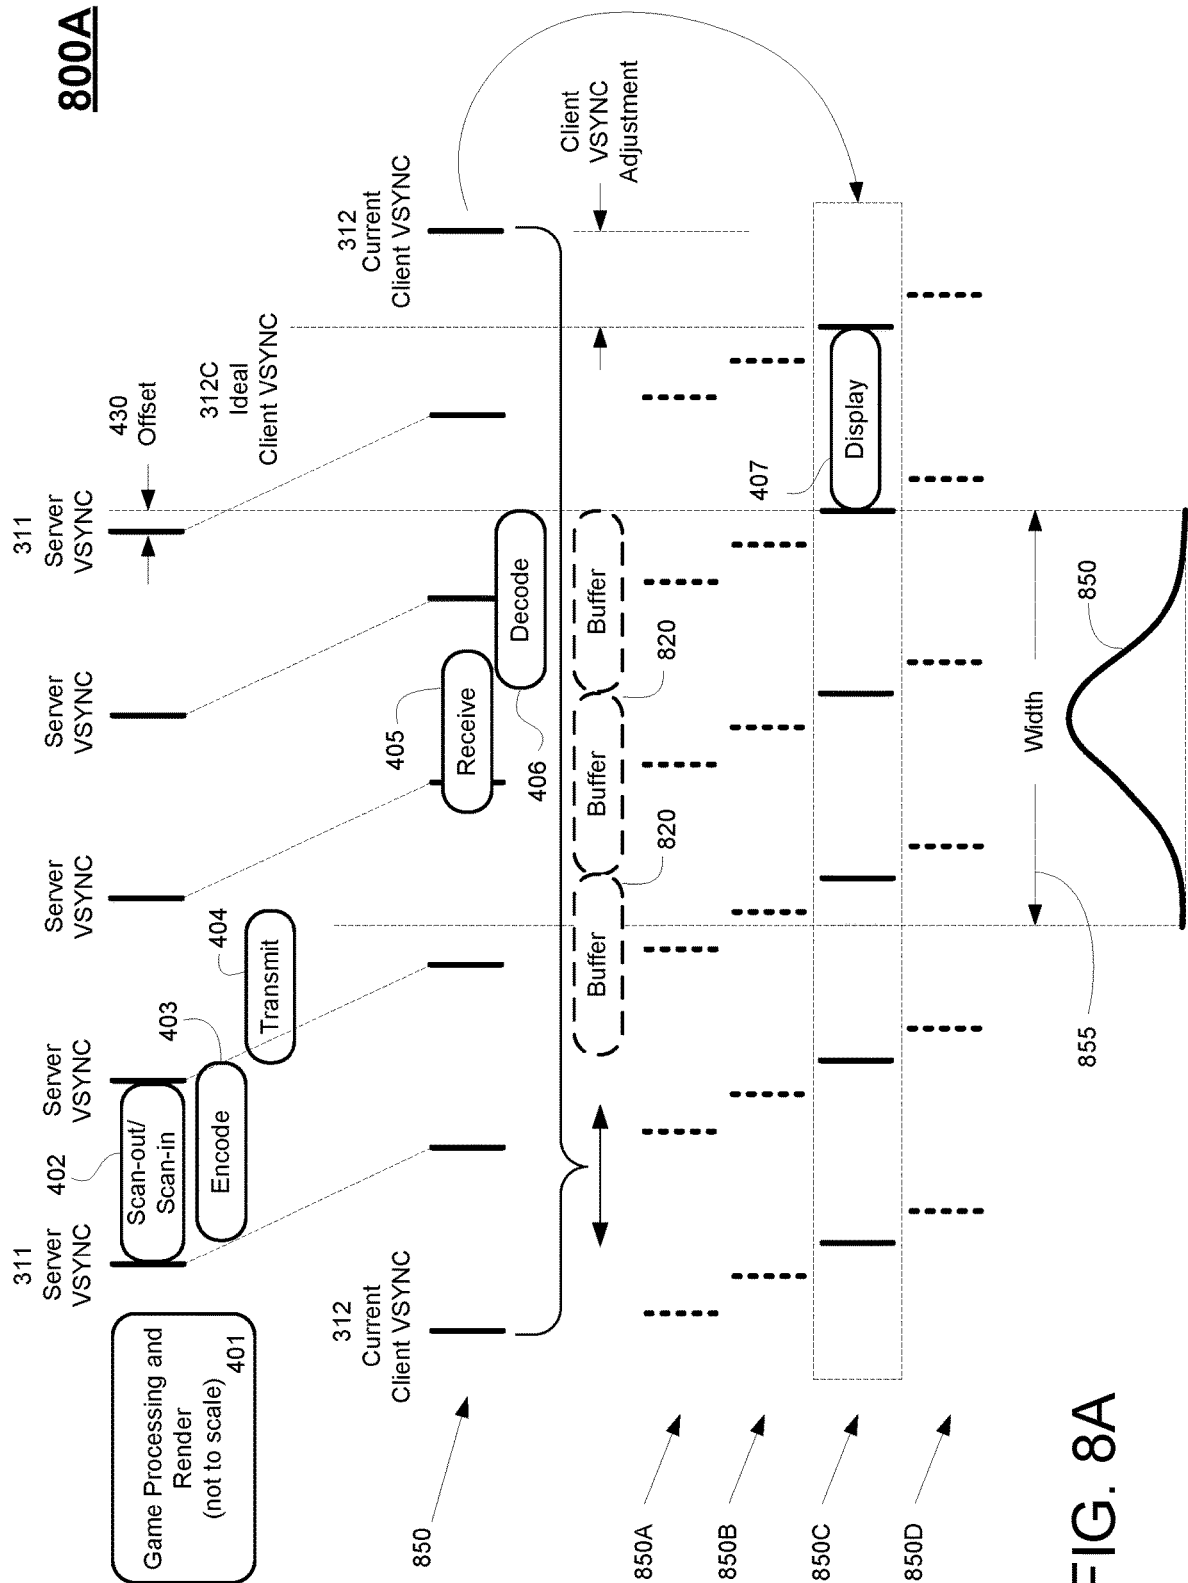 800A
311
Server
VSYNC
Server
VSYNC
Server
VSYNC
Server
VSYNC
311
Server
VSYNC
430
Offset
Game Processing and
Render
(not to scale)
401
402
Scan-out/
Scan-in
403
Encode
404
Transmit
312C
Ideal
Client VSYNC
312
Current
Client VSYNC
312
Current
Client VSYNC
850
405
Receive
406
Decode
Client
VSYNC
Adjustment
Buffer
Buffer
Buffer
820
820
850A
850B
850C
407
Display
850D
Width
855
850
FIG. 8A